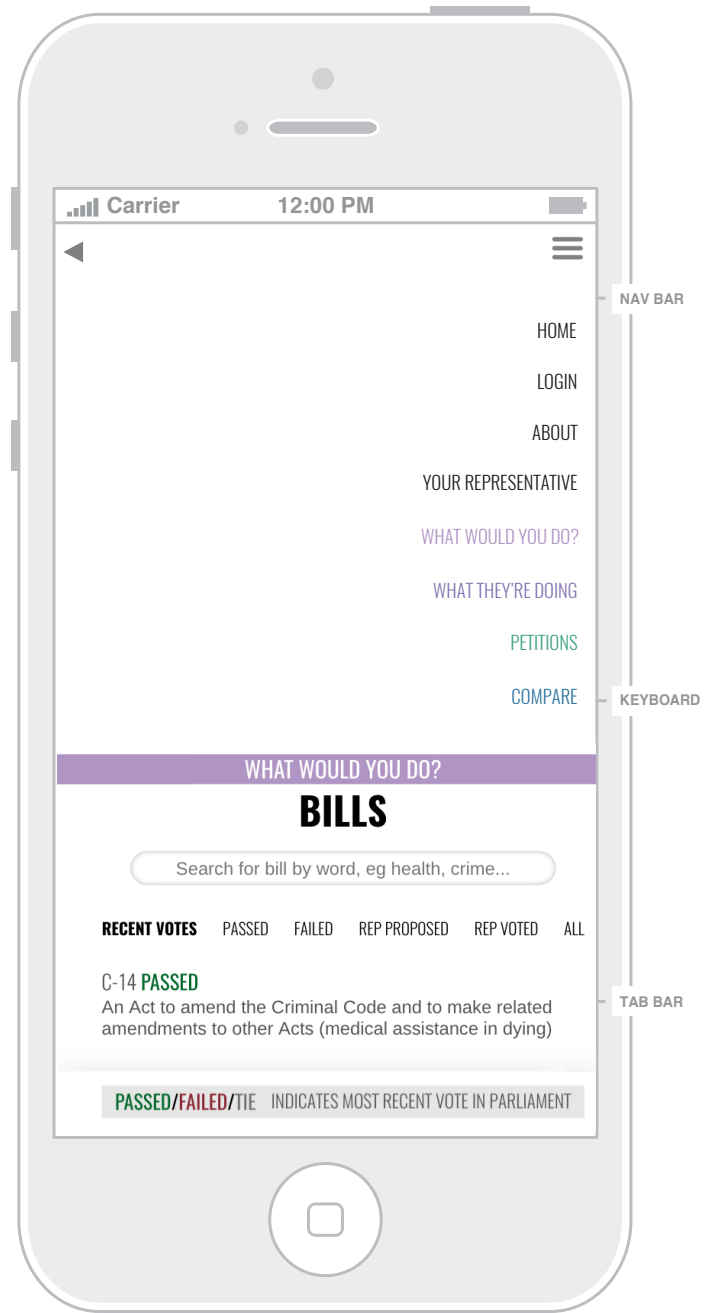 Carrier 12:00 PM
NAV BAR
HOME
LOGIN
ABOUT
YOUR REPRESENTATIVE
WHAT WOULD YOU DO?
WHAT THEY'RE DOING
PETITIONS
COMPARE
KEYBOARD
WHAT WOULD YOU DO?
BILLS
Search for bill by word, eg health, crime...
RECENT VOTES PASSED FAILED REP PROPOSED REP VOTED ALL
C-14 PASSED
An Act to amend the Criminal Code and to make related
amendments to other Acts (medical assistance in dying)
TAB BAR
PASSED/FAILED/TIE INDICATES MOST RECENT VOTE IN PARLIAMENT